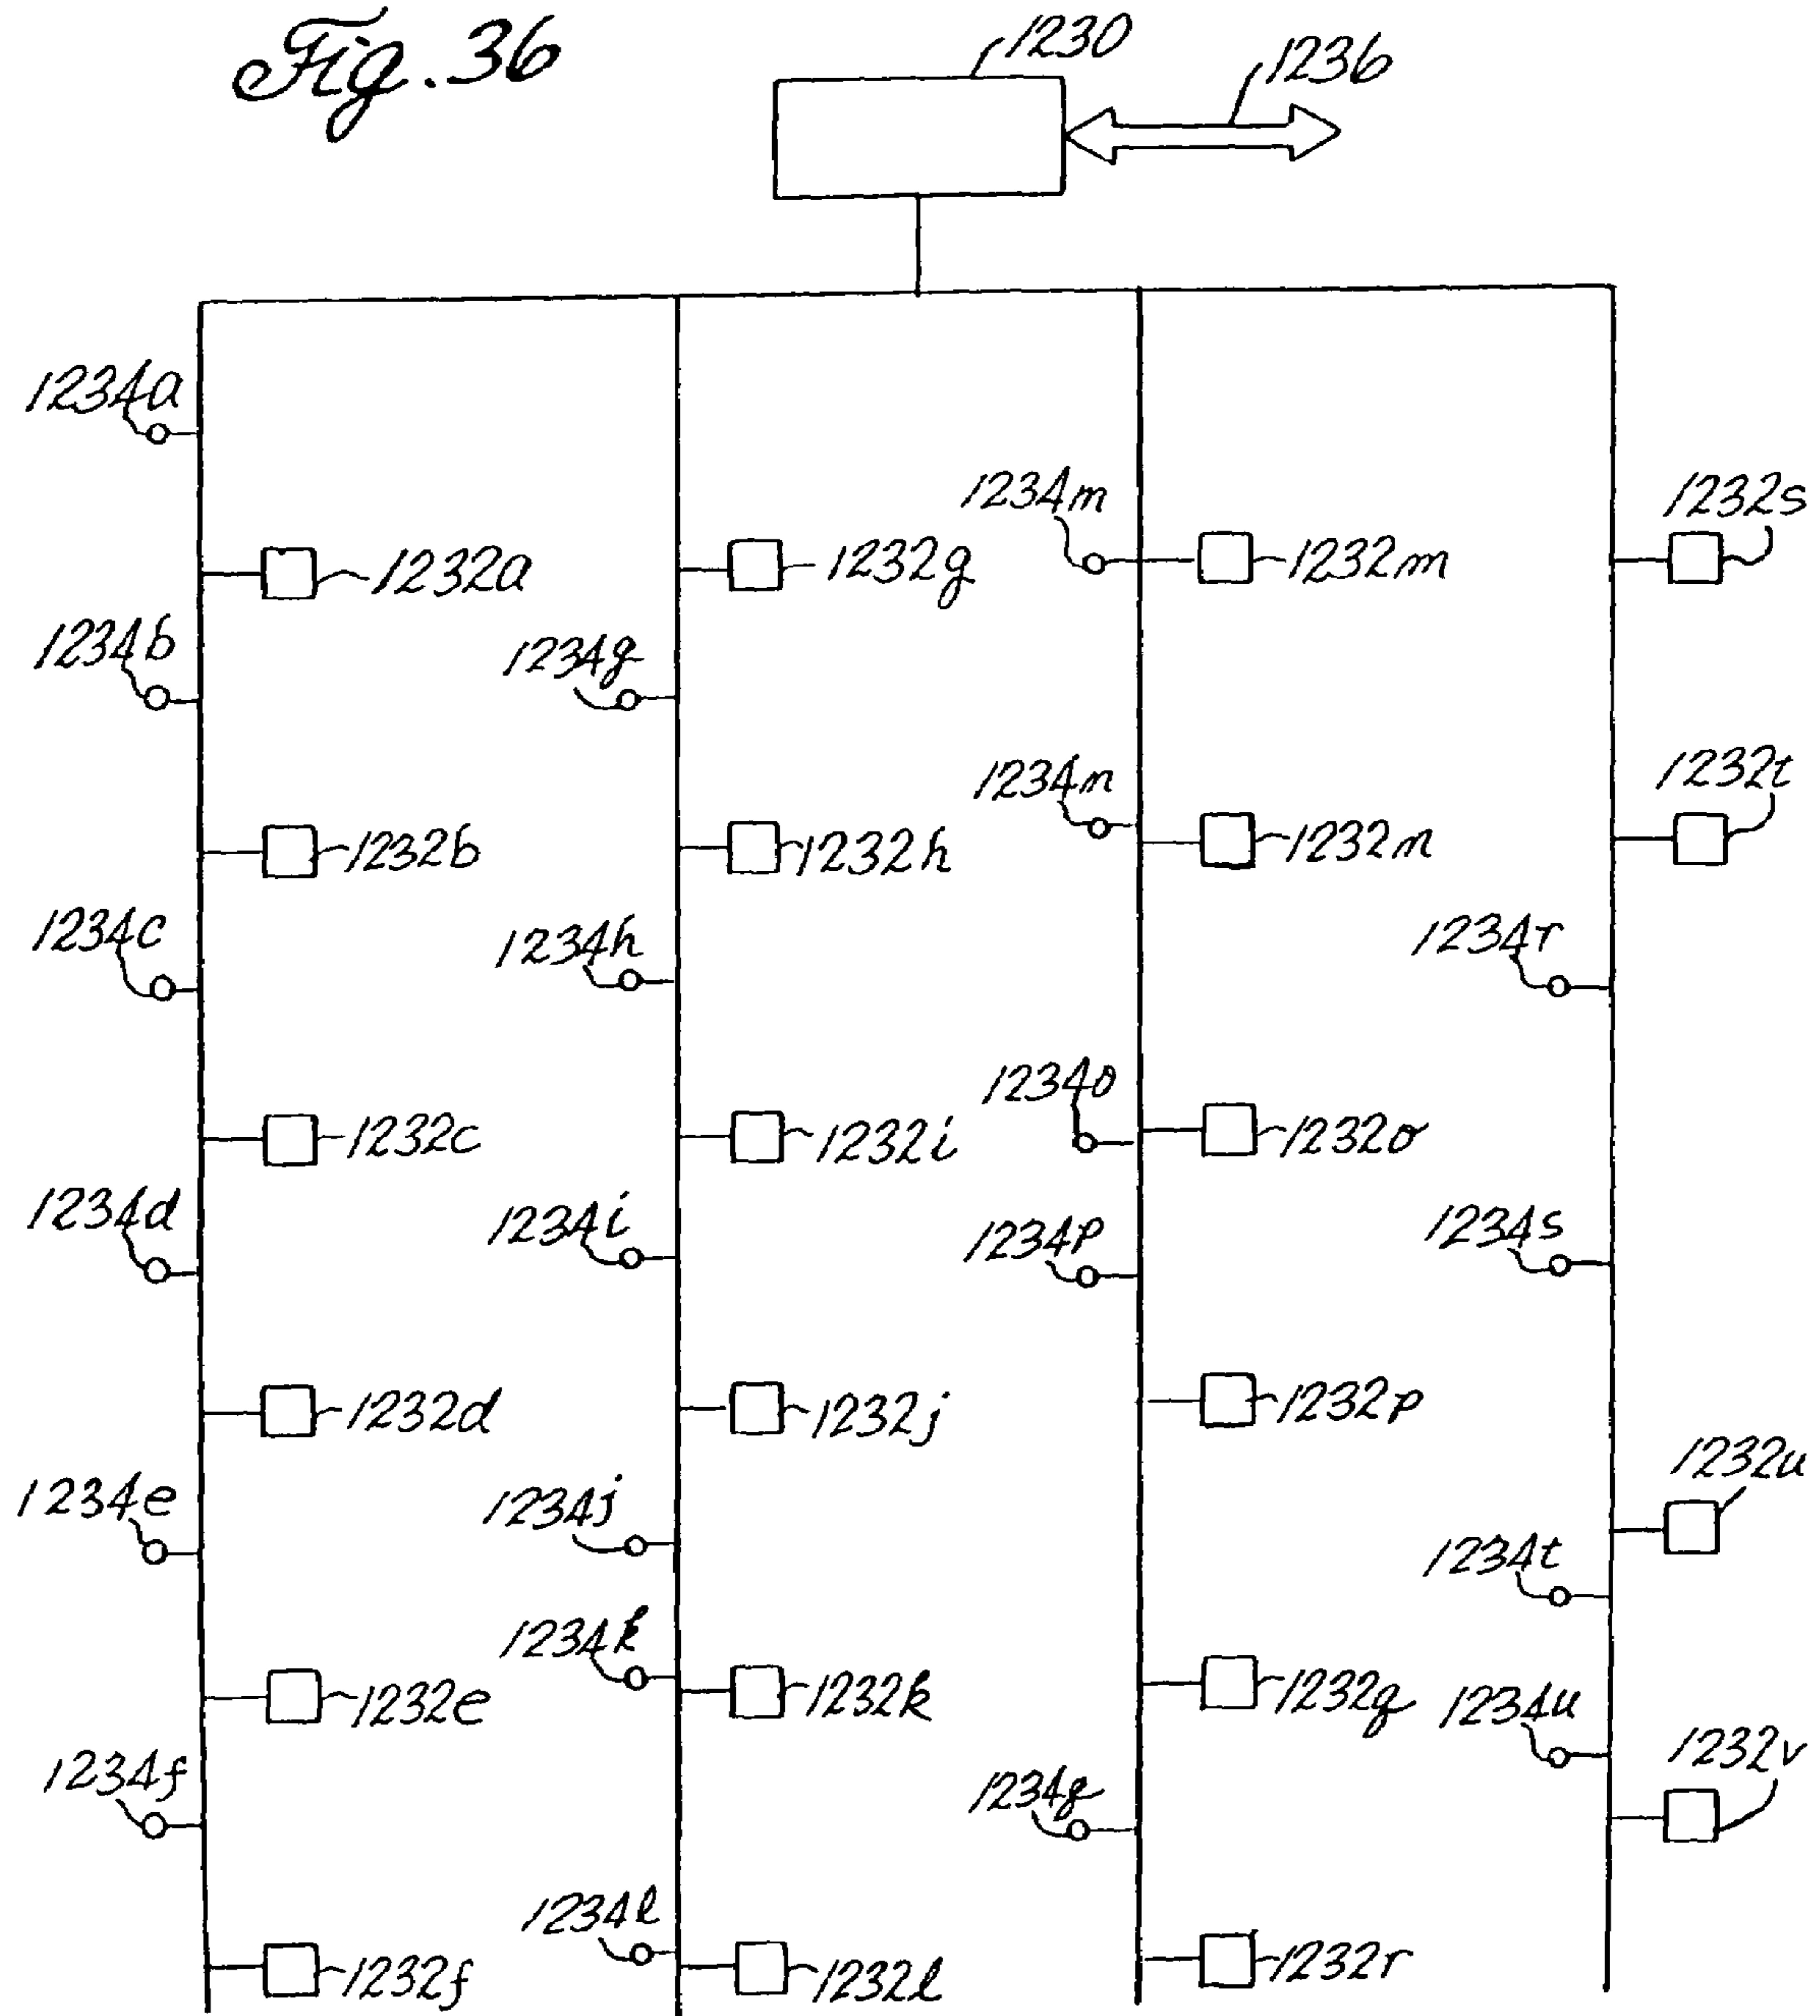 Fig. 36
1230
1236
1234a
1234m
1232s
1232a
1232g
1232m
1234b
1234g
1234n
1232t
1232b
1232h
1232m
1234c
1234h
1234r
1234o
1232c
1232i
1232o
1234d
1234i
1234p
1234s
1232d
1232j
1232p
1232u
1234e
1234j
1234t
1234k
1232e
1232k
1232q
1234u
1234f
1232v
1234q
1234l
1232f
1232l
1232r